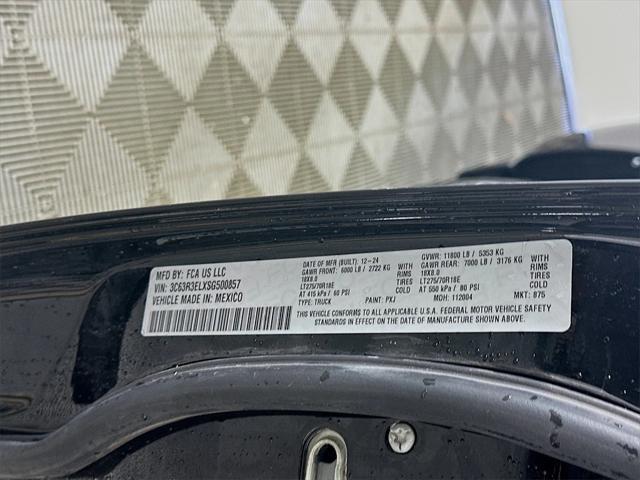 MFD BY: FCA US LLC
VIN: 3C63R3ELXSG500857
VEHICLE MADE IN: MEXICO
DATE OF MFR (BUILT): 12-24
GAWR FRONT: 6000 LB / 2722 KG WITH
18X8.0 RIMS
LT275/70R18E TIRES
AT 415 kPa / 60 PSI COLD
TYPE: TRUCK PAINT: PXJ
GVWR: 11800 LB / 5353 KG
GAWR REAR: 7000 LB / 3176 KG WITH
18X8.0 RIMS
LT275/70R18E TIRES
AT 550 kPa / 80 PSI COLD
MOH: 112004 MKT: 875
THIS VEHICLE CONFORMS TO ALL APPLICABLE U.S.A. FEDERAL MOTOR VEHICLE SAFETY
STANDARDS IN EFFECT ON THE DATE OF MANUFACTURE SHOWN ABOVE.